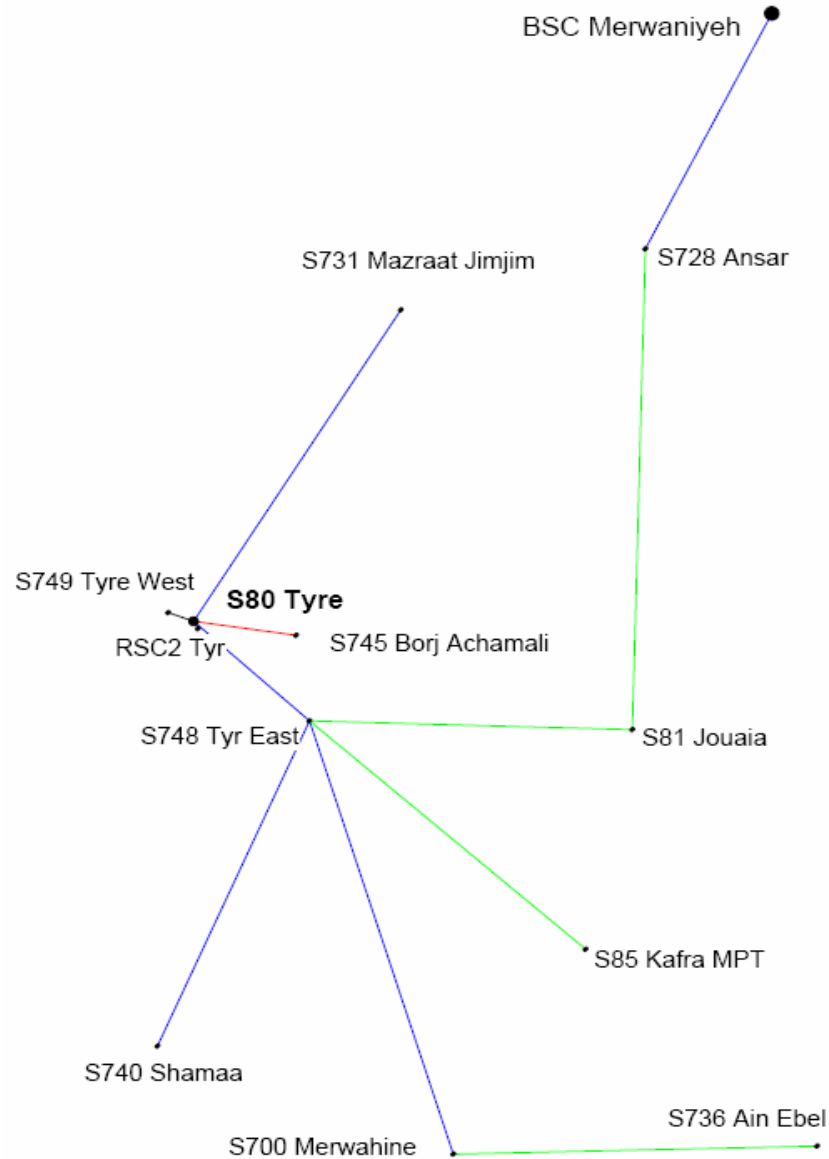 BSC Merwaniyeh
S728 Ansar
S731 Mazraat Jimjim
S749 Tyre West
S80 Tyre
RSC2 Tyr
S745 Borj Achamali
S748 Tyr East
S81 Jouaia
S85 Kafra MPT
S740 Shamaa
S736 Ain Ebel
S700 Merwahine